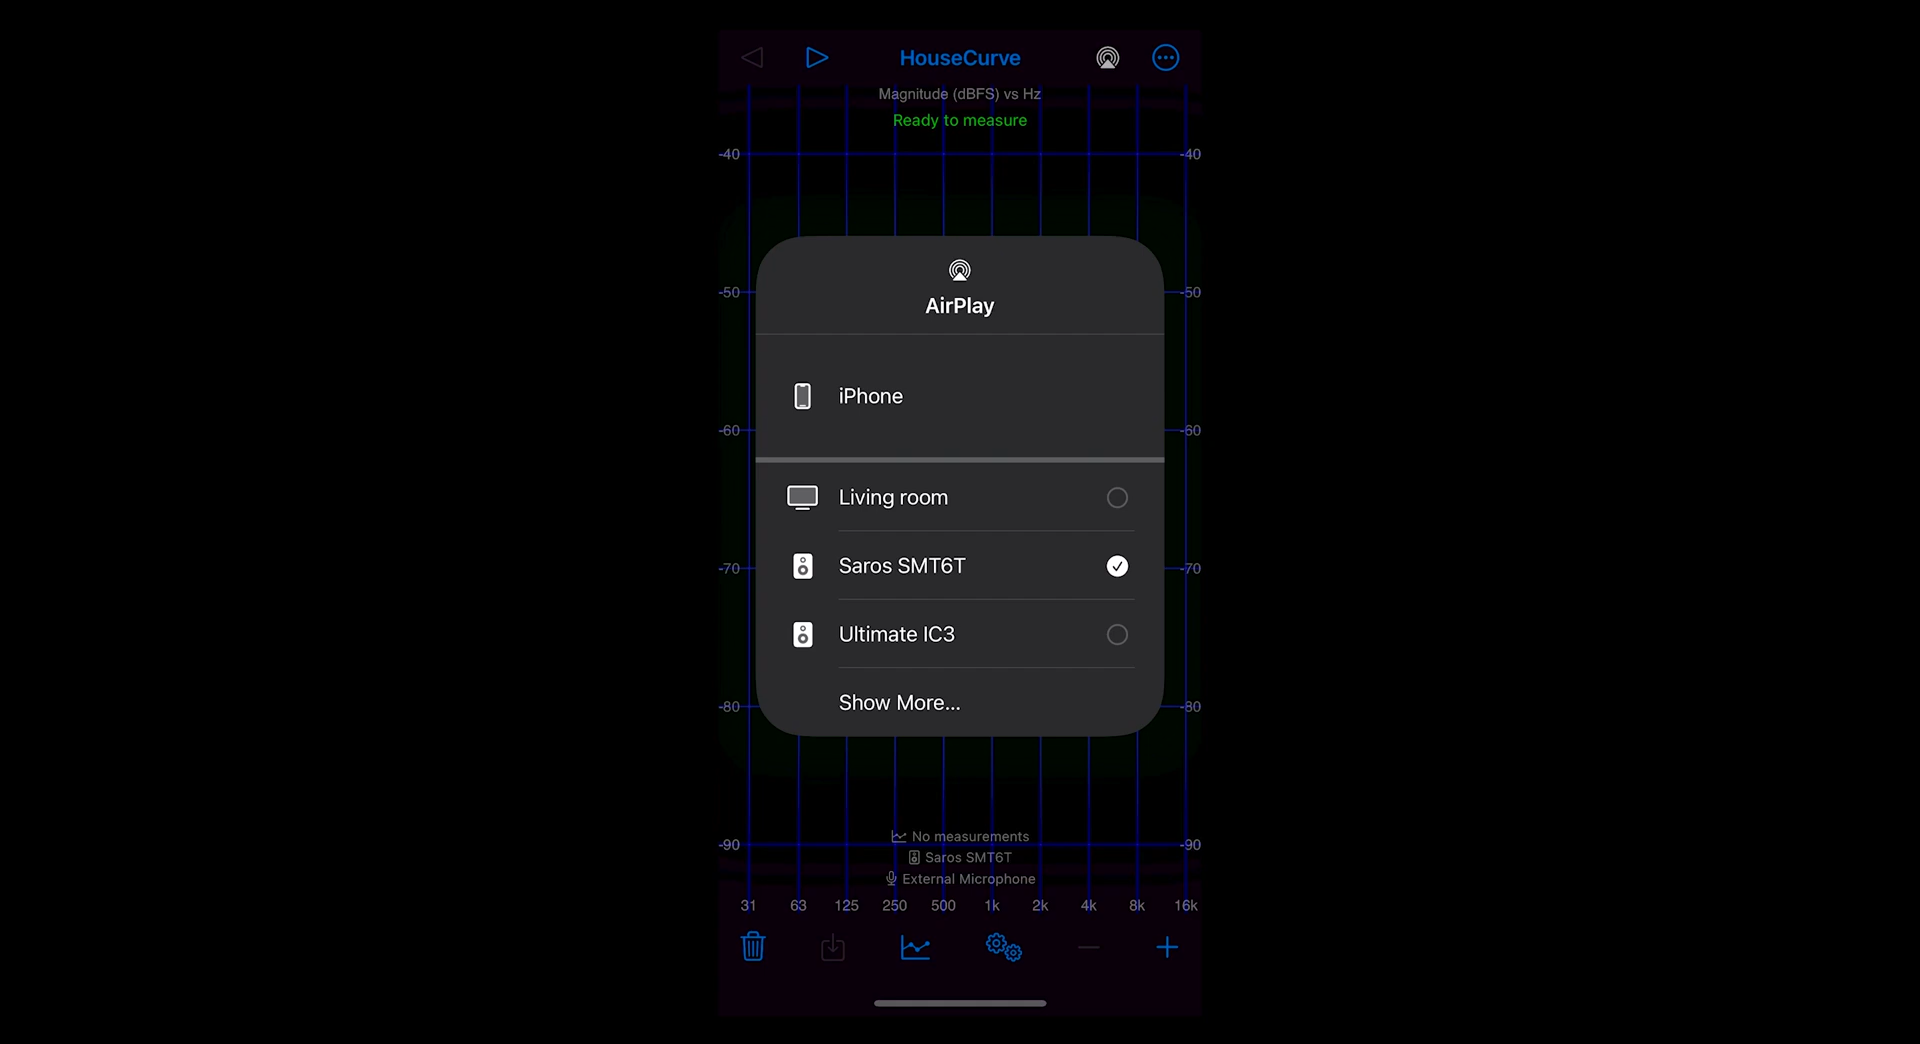 HouseCurve
Magnitude (dBFS) vs Hz
Ready to measure
-40 -40
AirPlay
-50 -50
iPhone
-60 -60
Living room
Saros SMT6T
-70 -70
Ultimate IC3
Show More...
-80 -80
No measurements
-90 -90
Saros SMT6T
External Microphone
31 63 125 250 500 1k 2k 4k 8k 16k